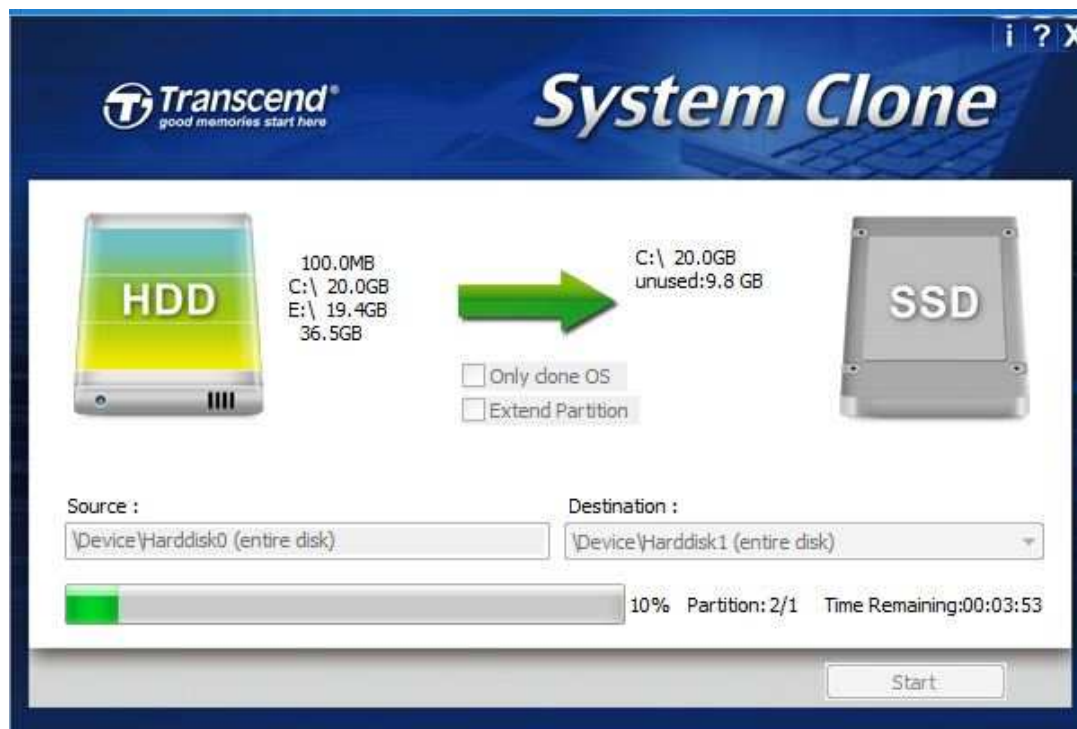 i ? X
Transcend®
good memories start here
System Clone
HDD
100.0MB
C:\ 20.0GB
E:\ 19.4GB
36.5GB
C:\ 20.0GB
unused:9.8 GB
SSD
Only clone OS
Extend Partition
Source :
Destination :
\Device\Harddisk0 (entire disk)
\Device\Harddisk1 (entire disk)
10% Partition: 2/1 Time Remaining:00:03:53
Start